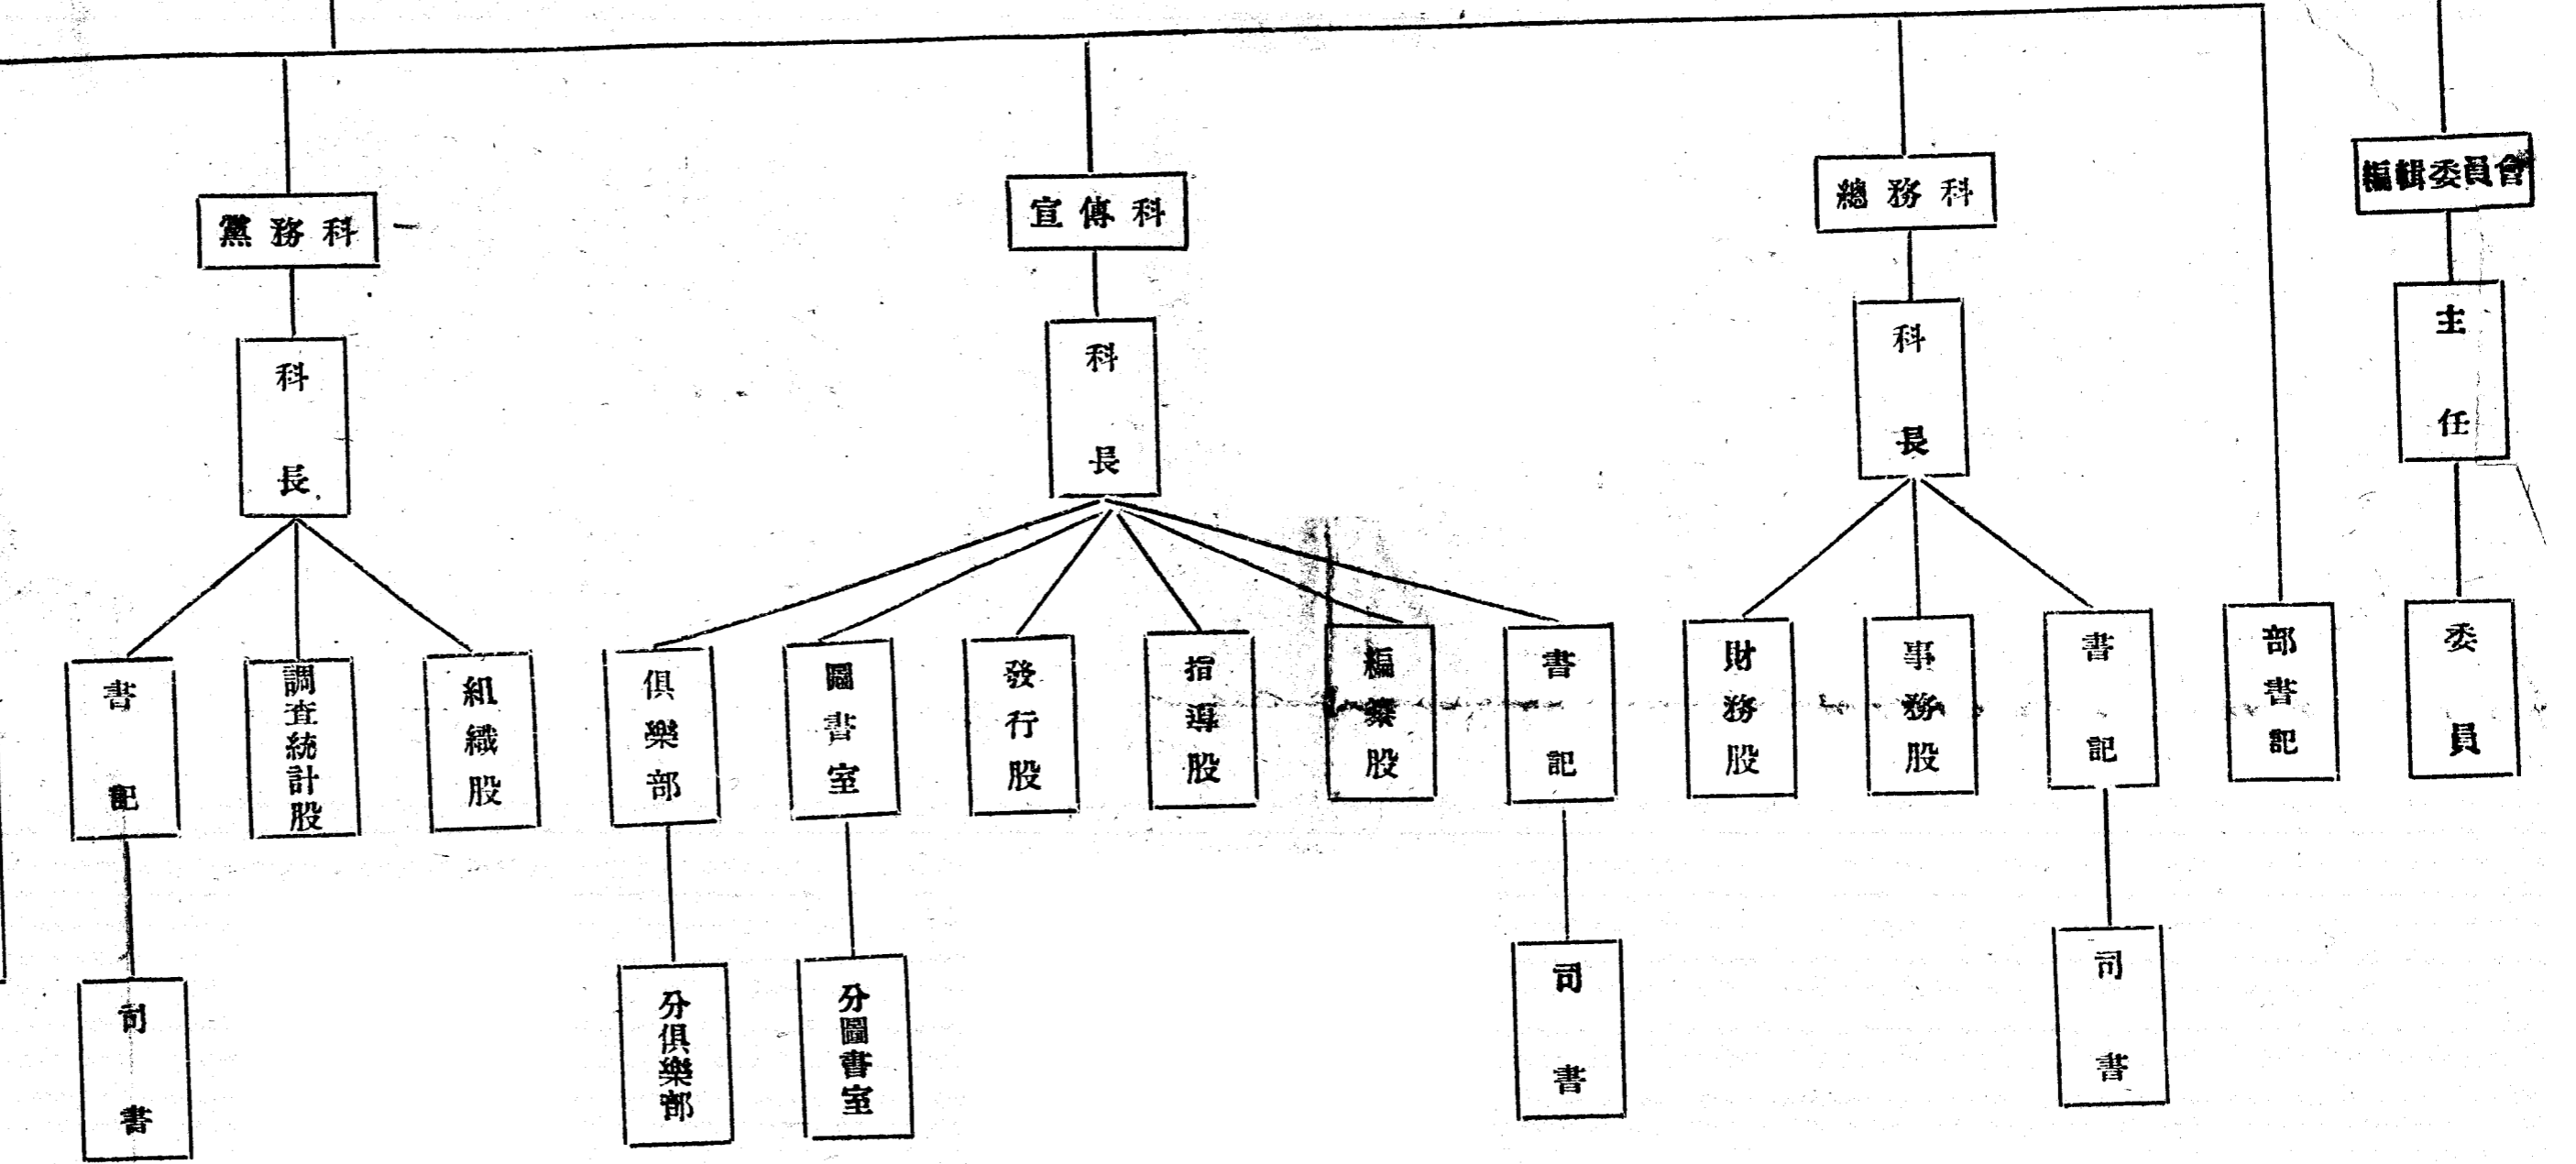 黨務科
宣傳科
總務科
編輯委員會
科長
科長
科長
主任
書記
調查統計股
組織股
俱樂部
圖書室
發行股
指導股
編纂股
書記
財務股
事務股
書記
部書記
委員
司書
分俱樂部
分圖書室
司書
司書